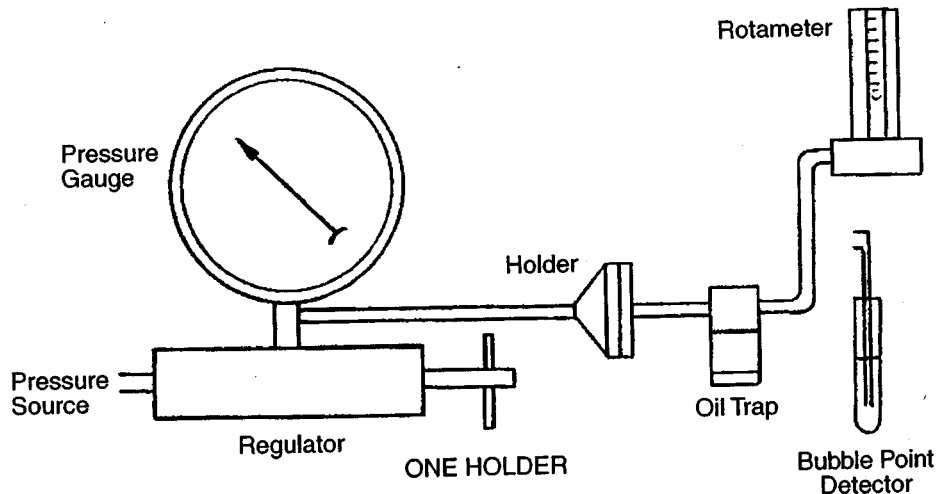 Rotameter
Pressure
Gauge
Holder
Pressure
Source
Oil Trap
Regulator
ONE HOLDER
Bubble Point
Detector